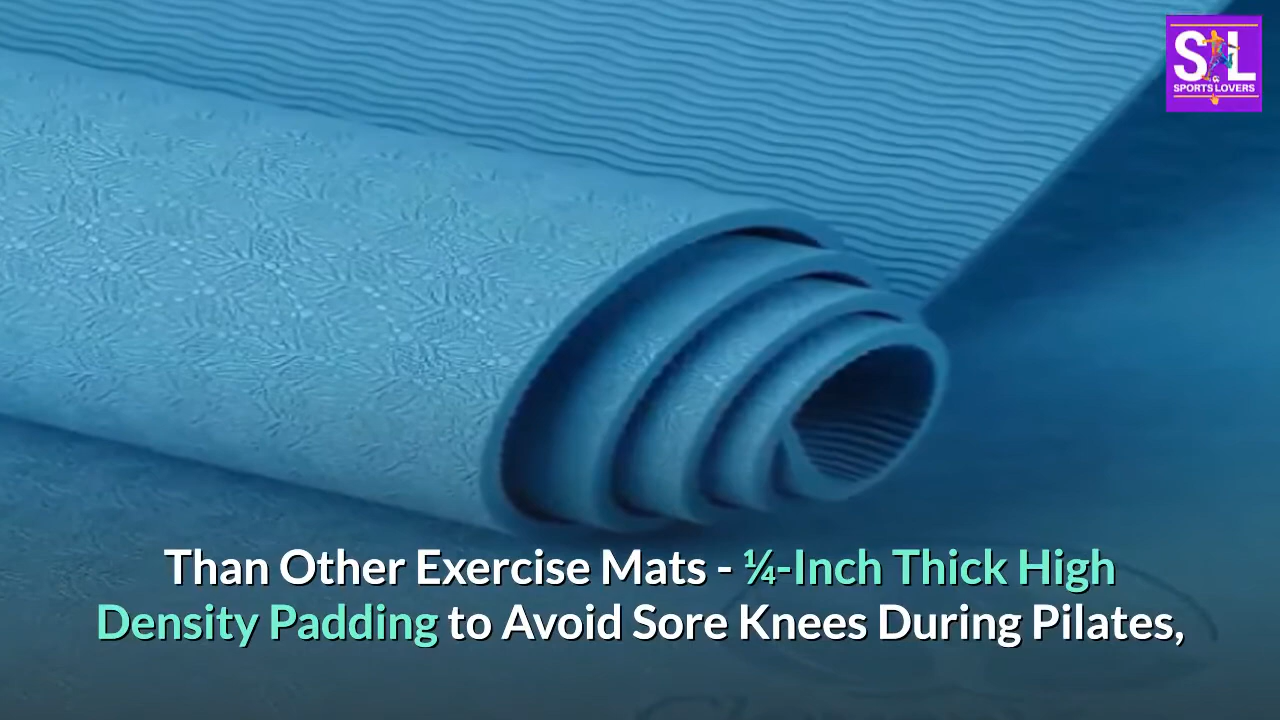 S L
SPORTS LOVERS
Than Other Exercise Mats - ¼-Inch Thick High
Density Padding to Avoid Sore Knees During Pilates,